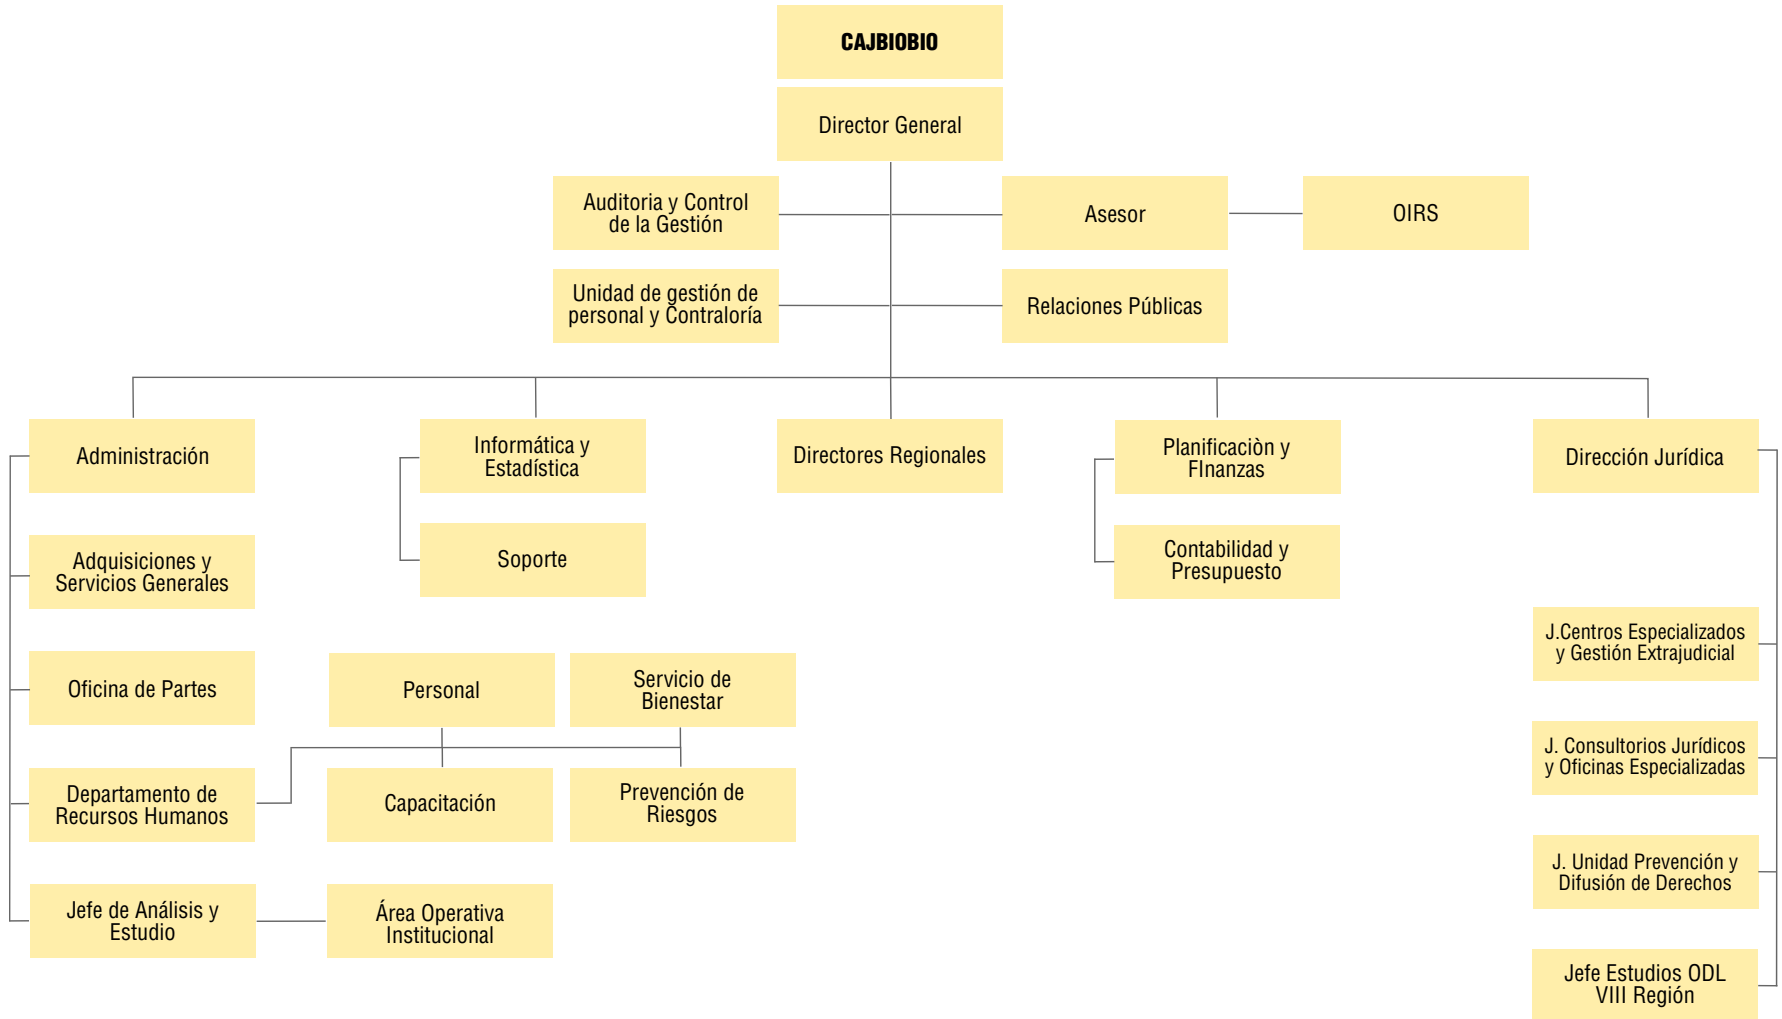 CAJBIOBIO
Director General
Auditoria y Control
de la Gestión
Asesor
OIRS
Unidad de gestión de
personal y Contraloría
Relaciones Públicas
Administración
Informática y
Estadística
Directores Regionales
Planificaciòn y
FInanzas
Dirección Jurídica
Adquisiciones y
Servicios Generales
Soporte
Contabilidad y
Presupuesto
J.Centros Especializados
y Gestión Extrajudicial
Oficina de Partes
Personal
Servicio de
Bienestar
J. Consultorios Jurídicos
y Oficinas Especializadas
Departamento de
Recursos Humanos
Capacitación
Prevención de
Riesgos
J. Unidad Prevención y
Difusión de Derechos
Jefe de Análisis y
Estudio
Área Operativa
Institucional
Jefe Estudios ODL
VIII Región